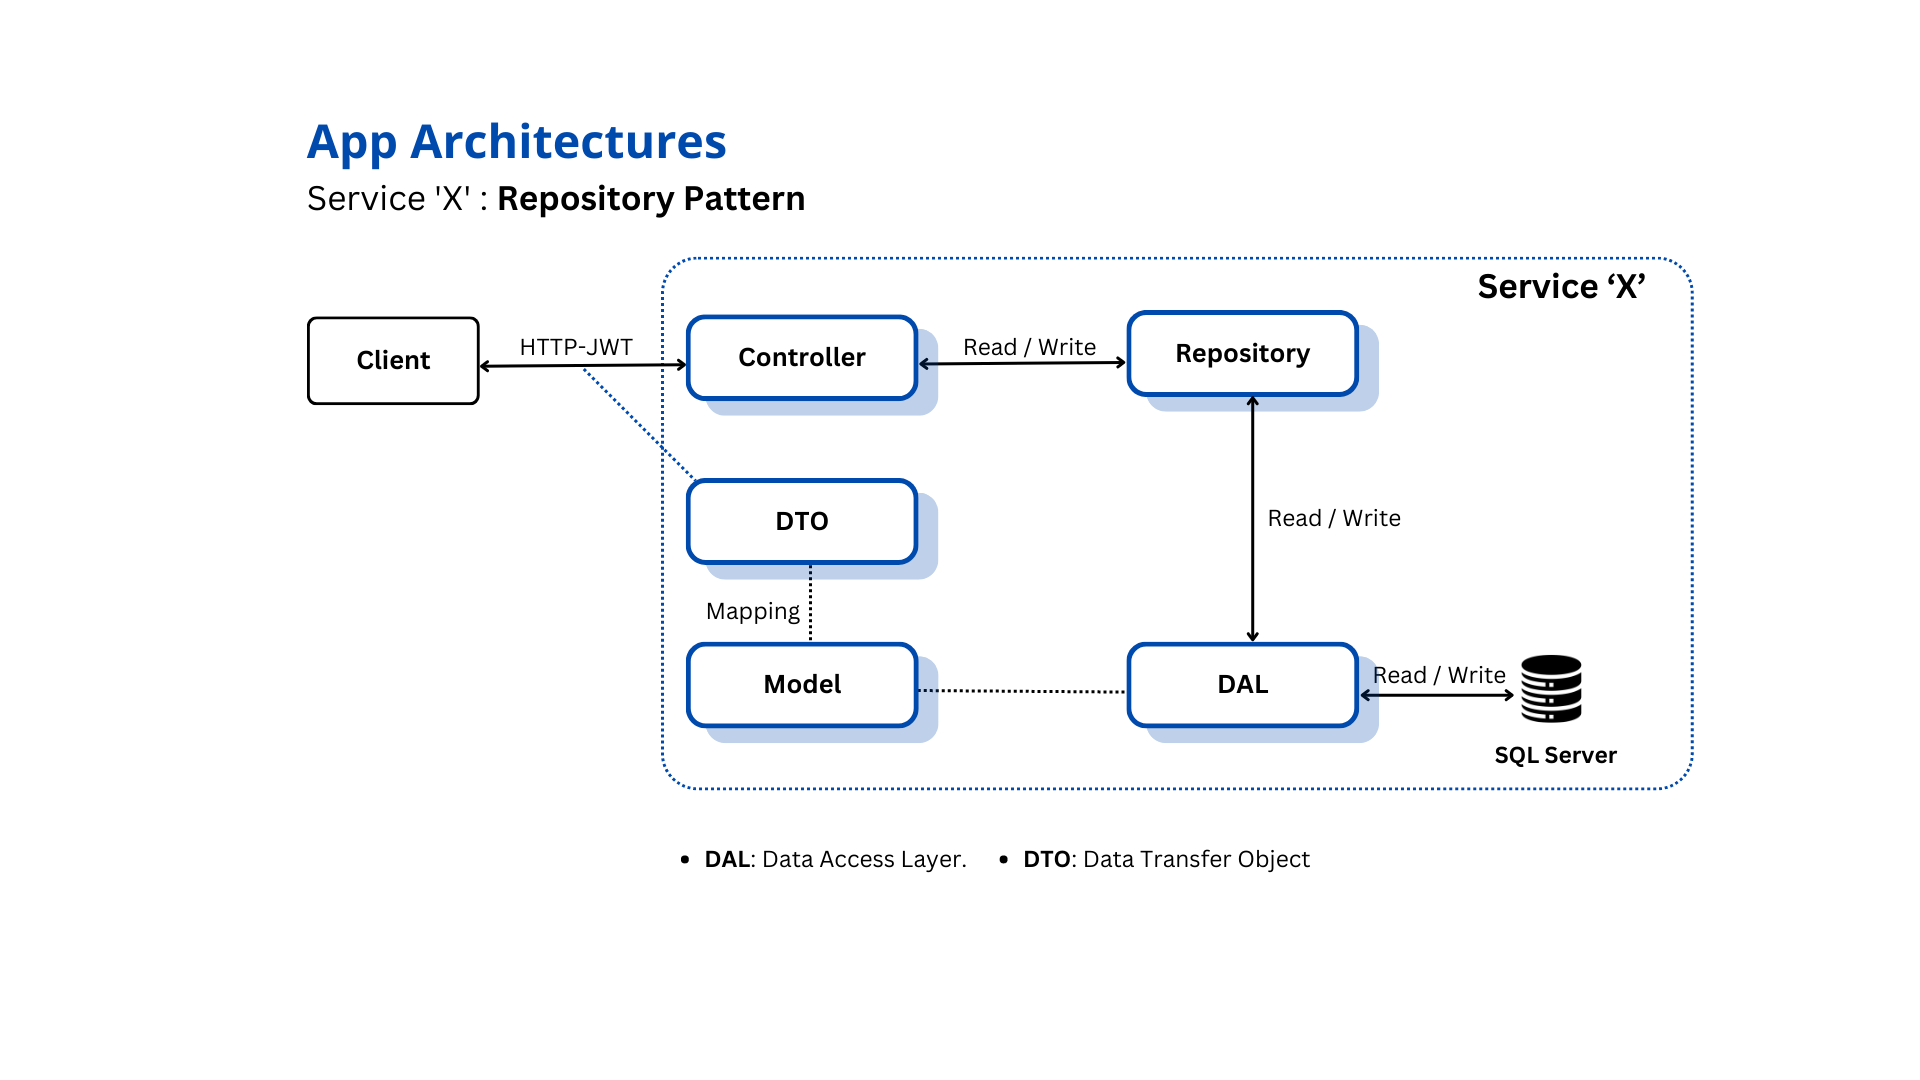 App Architectures
Service 'X' : Repository Pattern
Service ‘X’
Client
HTTP-JWT
Controller
Read / Write
Repository
DTO
Read / Write
Mapping
Model
DAL
Read / Write
SQL Server
• DAL: Data Access Layer.
• DTO: Data Transfer Object